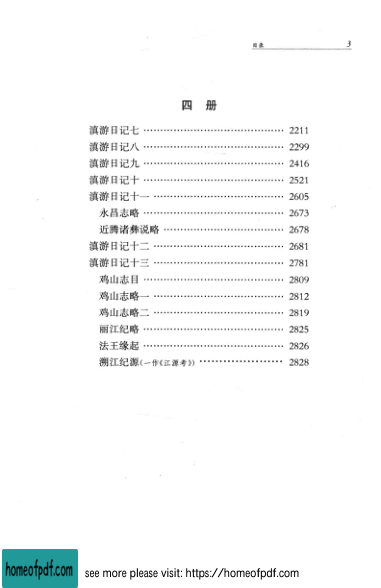 目录 3
四 册
滇游日记七 ………………………………… 2211
滇游日记八 ………………………………… 2299
滇游日记九 ………………………………… 2416
滇游日记十 ………………………………… 2521
滇游日记十一 ……………………………… 2605
永昌志略 ………………………………… 2673
近腾诸彝说略 …………………………… 2678
滇游日记十二 ……………………………… 2681
滇游日记十三 ……………………………… 2781
鸡山志目 ………………………………… 2809
鸡山志略一 ……………………………… 2812
鸡山志略二 ……………………………… 2819
丽江纪略 ………………………………… 2825
法王缘起 ………………………………… 2826
溯江纪源(一作《江源考》) ………………… 2828
homeofpdf.com see more please visit: https://homeofpdf.com